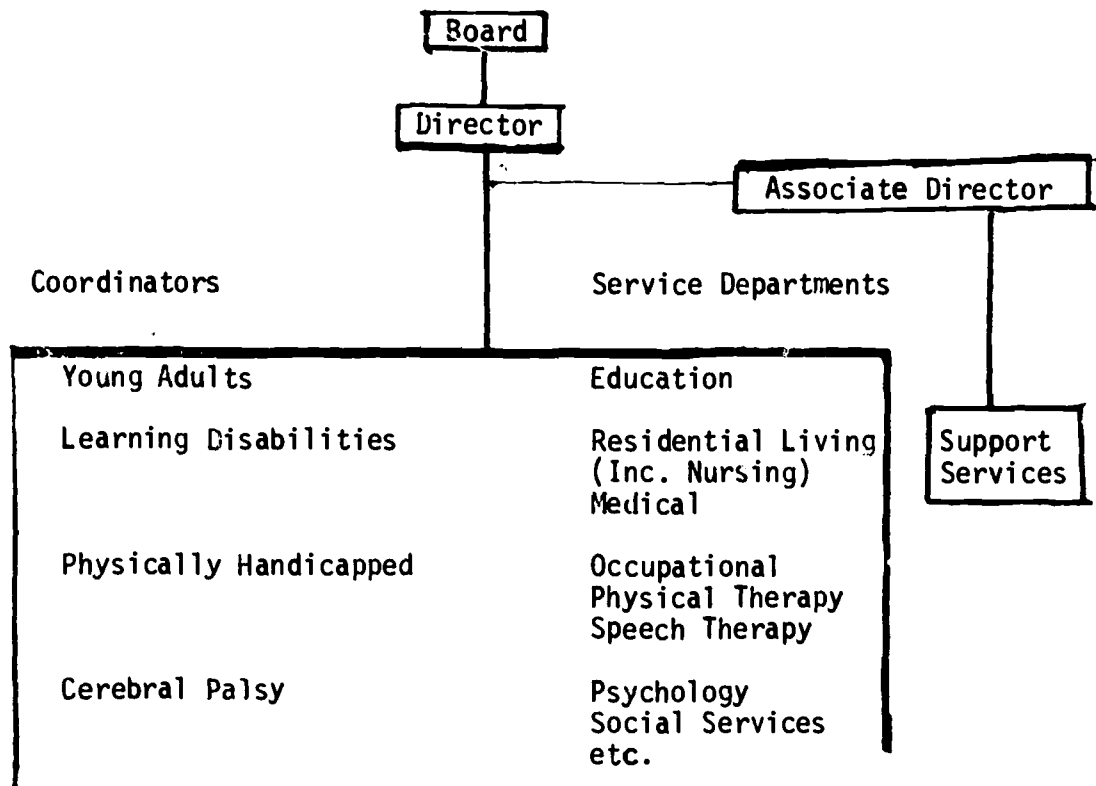 Board
Director
Associate Director
Coordinators
Service Departments
Young Adults
Education
Learning Disabilities
Residential Living
(Inc. Nursing)
Medical
Support
Services
Physically Handicapped
Occupational
Physical Therapy
Speech Therapy
Cerebral Palsy
Psychology
Social Services
etc.